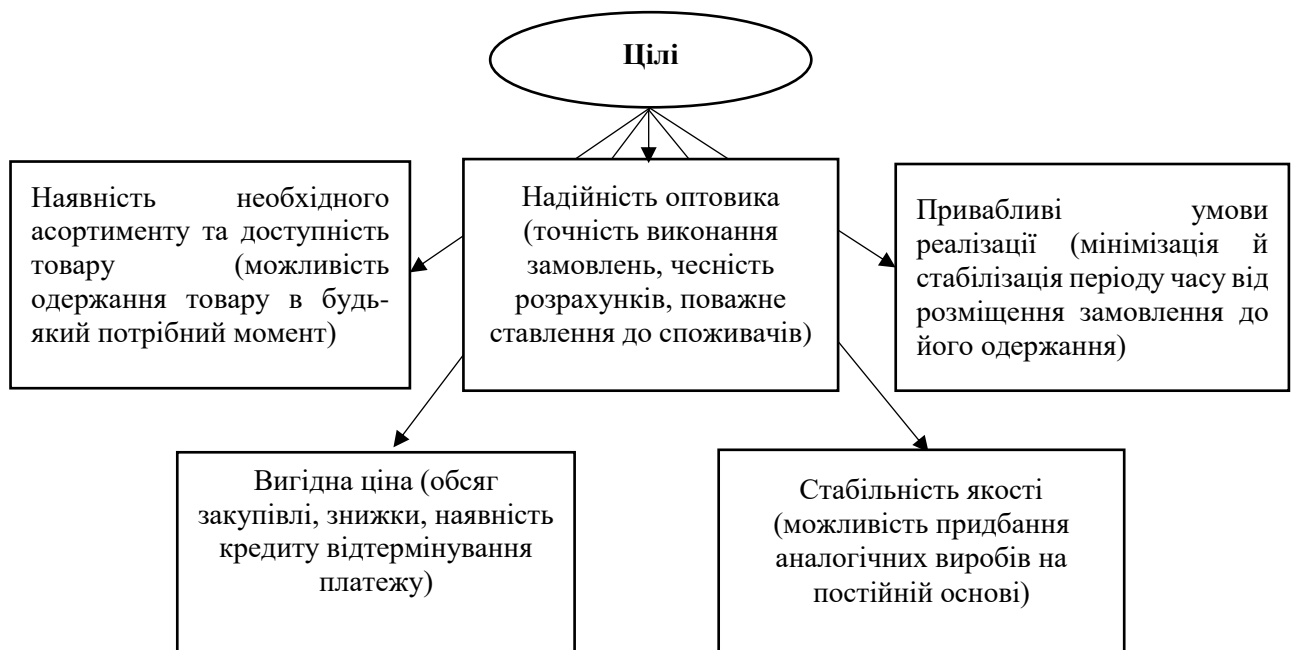 Цілі
Наявність необхідного
асортименту та доступність
товару (можливість
одержання товару в будь-
який потрібний момент)
Надійність оптовика
(точність виконання
замовлень, чесність
розрахунків, поважне
ставлення до споживачів)
Привабливі умови
реалізації (мінімізація й
стабілізація періоду часу від
розміщення замовлення до
його одержання)
Вигідна ціна (обсяг
закупівлі, знижки, наявність
кредиту відтермінування
платежу)
Стабільність якості
(можливість придбання
аналогічних виробів на
постійній основі)